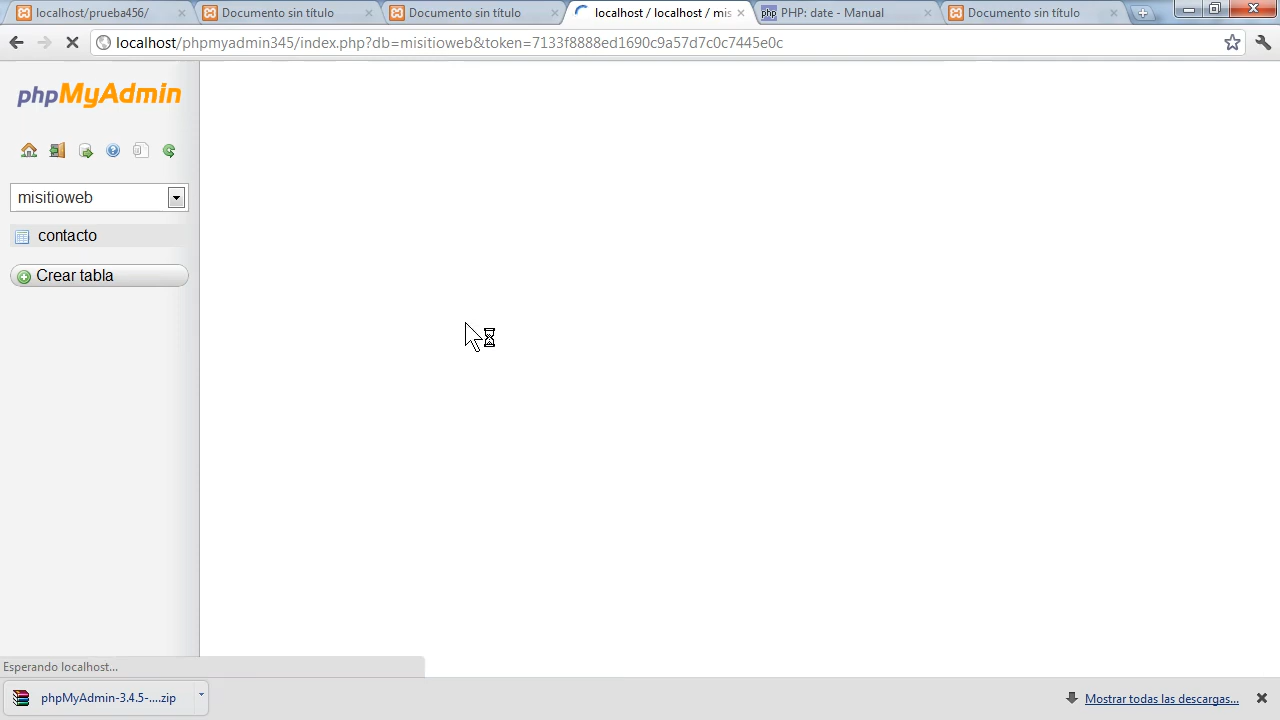 localhost/prueba456/
Documento sin título
Documento sin título
localhost / localhost / mis
PHP: date - Manual
Documento sin título
localhost/phpmyadmin345/index.php?db=misitioweb&token=7133f8888ed1690c9a57d7c0c7445e0c
phpMyAdmin
misitioweb
contacto
Crear tabla
Esperando localhost...
phpMyAdmin-3.4.5-....zip
Mostrar todas las descargas...